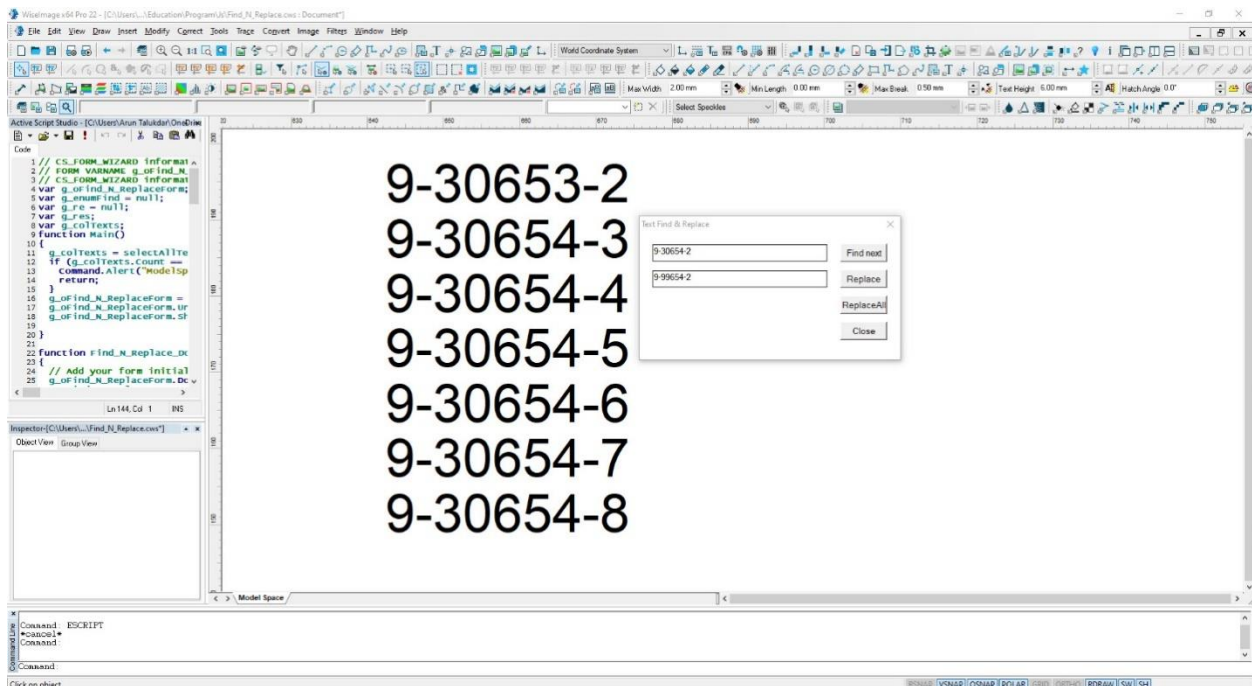 WiseImage x64 Pro 22 - [C:\Users\...\Education\Program\Js\Find_N_Replace.cws : Document*]
File Edit View Draw Insert Modify Correct Tools Trace Convert Image Filters Window Help
World Coordinate System
Max Width 2.00 mm Min Length 0.00 mm Max Break 0.50 mm Text Height 6.00 mm Hatch Angle 0.0°
Select Speckles
Active Script Studio - [C:\Users\Arun Talukdar\OneDrive
Code
1 // CS_FORM_WIZARD informat
2 // FORM VARNAME g_oFind_N_
3 // CS_FORM_WIZARD informat
4 var g_oFind_N_ReplaceForm;
5 var g_enumFind = null;
6 var g_re = null;
7 var g_res;
8 var g_colTexts;
9 function Main()
10 {
11 g_colTexts = selectAllTe
12 if (g_colTexts.Count ==
13 Command.Alert("ModelSp
14 return;
15 }
16 g_oFind_N_ReplaceForm =
17 g_oFind_N_ReplaceForm.Ur
18 g_oFind_N_ReplaceForm.Sh
19
20 }
21
22 function Find_N_Replace_Dc
23 {
24 // Add your form initial
25 g_oFind_N_ReplaceForm.Dc
Ln 144, Col 1 INS
Inspector-[C:\Users\...\Find_N_Replace.cws*]
Object View Group View
9-30653-2
9-30654-3
9-30654-4
9-30654-5
9-30654-6
9-30654-7
9-30654-8
Text Find & Replace
9-30654-2 Find next
9-99654-2 Replace
ReplaceAll
Close
Model Space
Command Line
Command: ESCRIPT
*cancel*
Command:
Command:
Click on object
RSNAP VSNAP OSNAP POLAR GRID ORTHO RDRAW SW SH